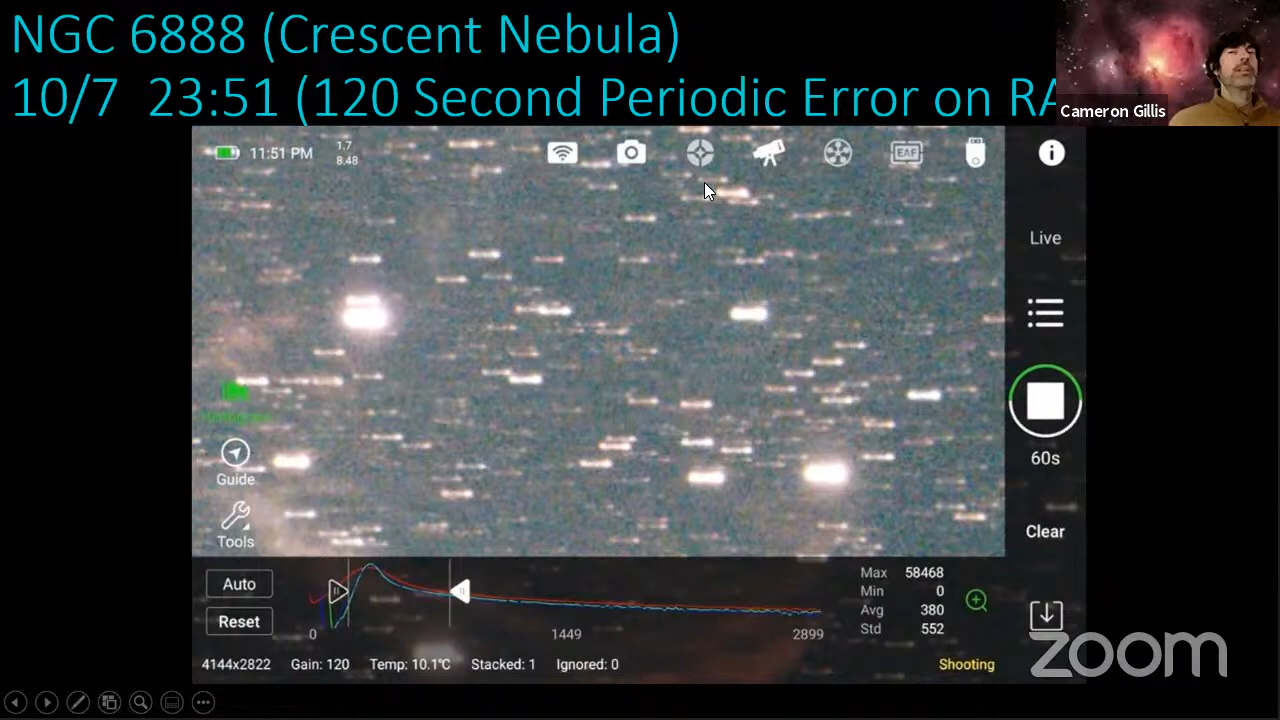 NGC 6888 (Crescent Nebula)
10/7 23:51 (120 Second Periodic Error on RA
Cameron Gillis
11:51 PM
1.7
8.48
EAF
Live
60s
Guide
Tools
Clear
Auto
Reset
0
1449
2899
Max 58468
Min 0
Avg 380
Std 552
4144x2822 Gain: 120 Temp: 10.1℃ Stacked: 1 Ignored: 0 Shooting
zoom